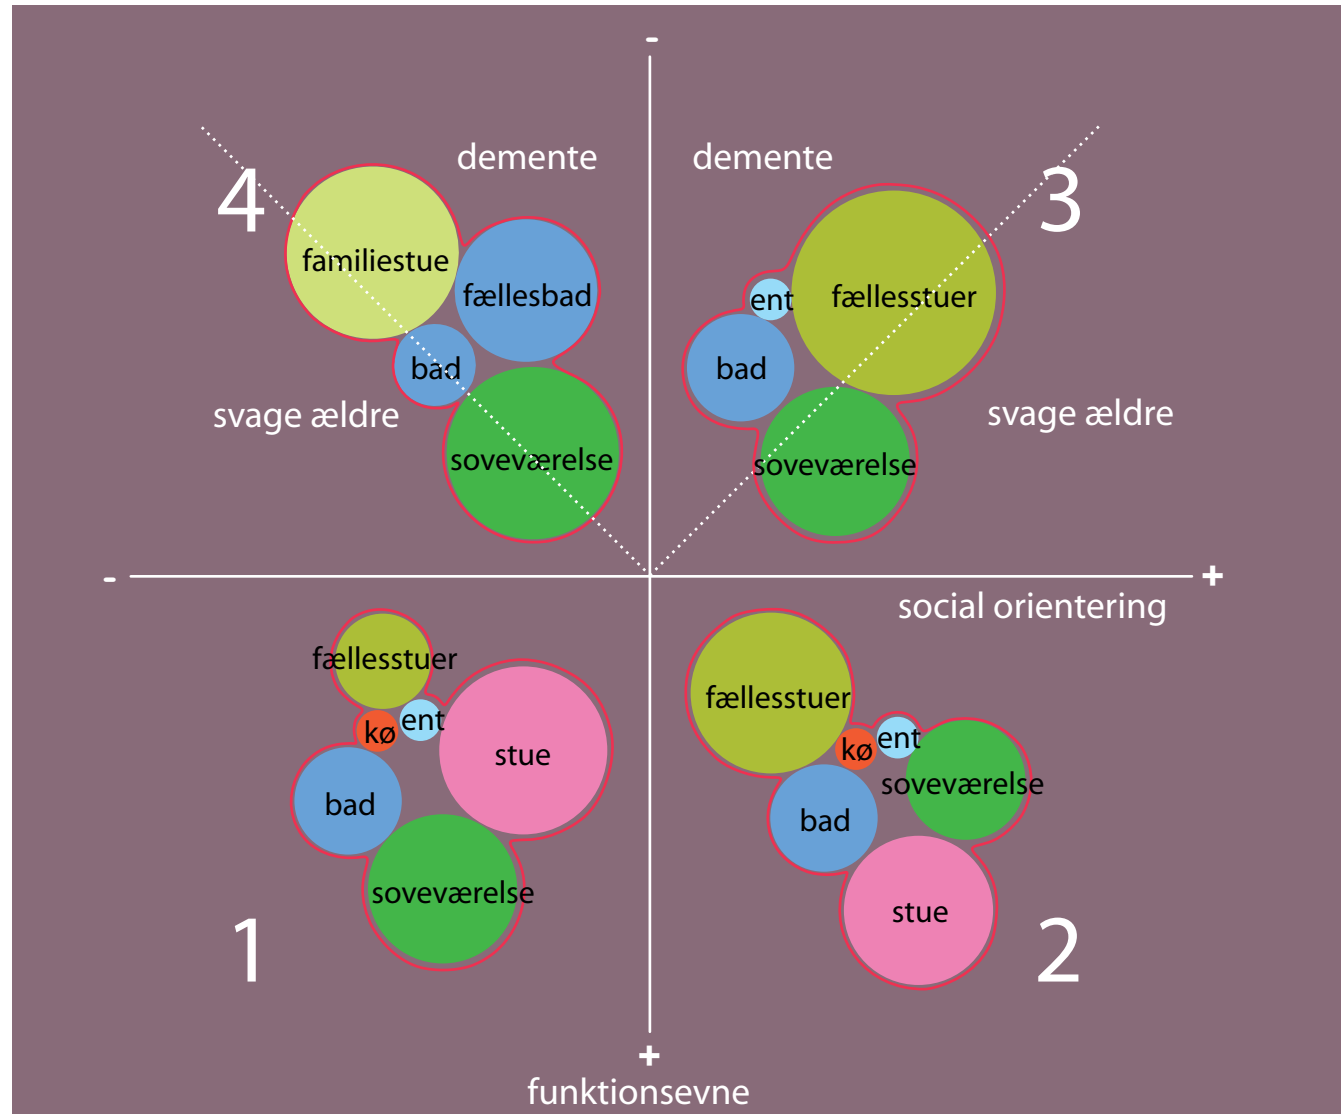 -
demente
demente
4
3
familiestue
fællesbad
ent
fællesstuer
bad
bad
svage ældre
svage ældre
soveværelse
soveværelse
-
+
social orientering
fællesstuer
fællesstuer
kø
ent
kø
ent
stue
soveværelse
bad
bad
soveværelse
stue
1
2
+
funktionsevne